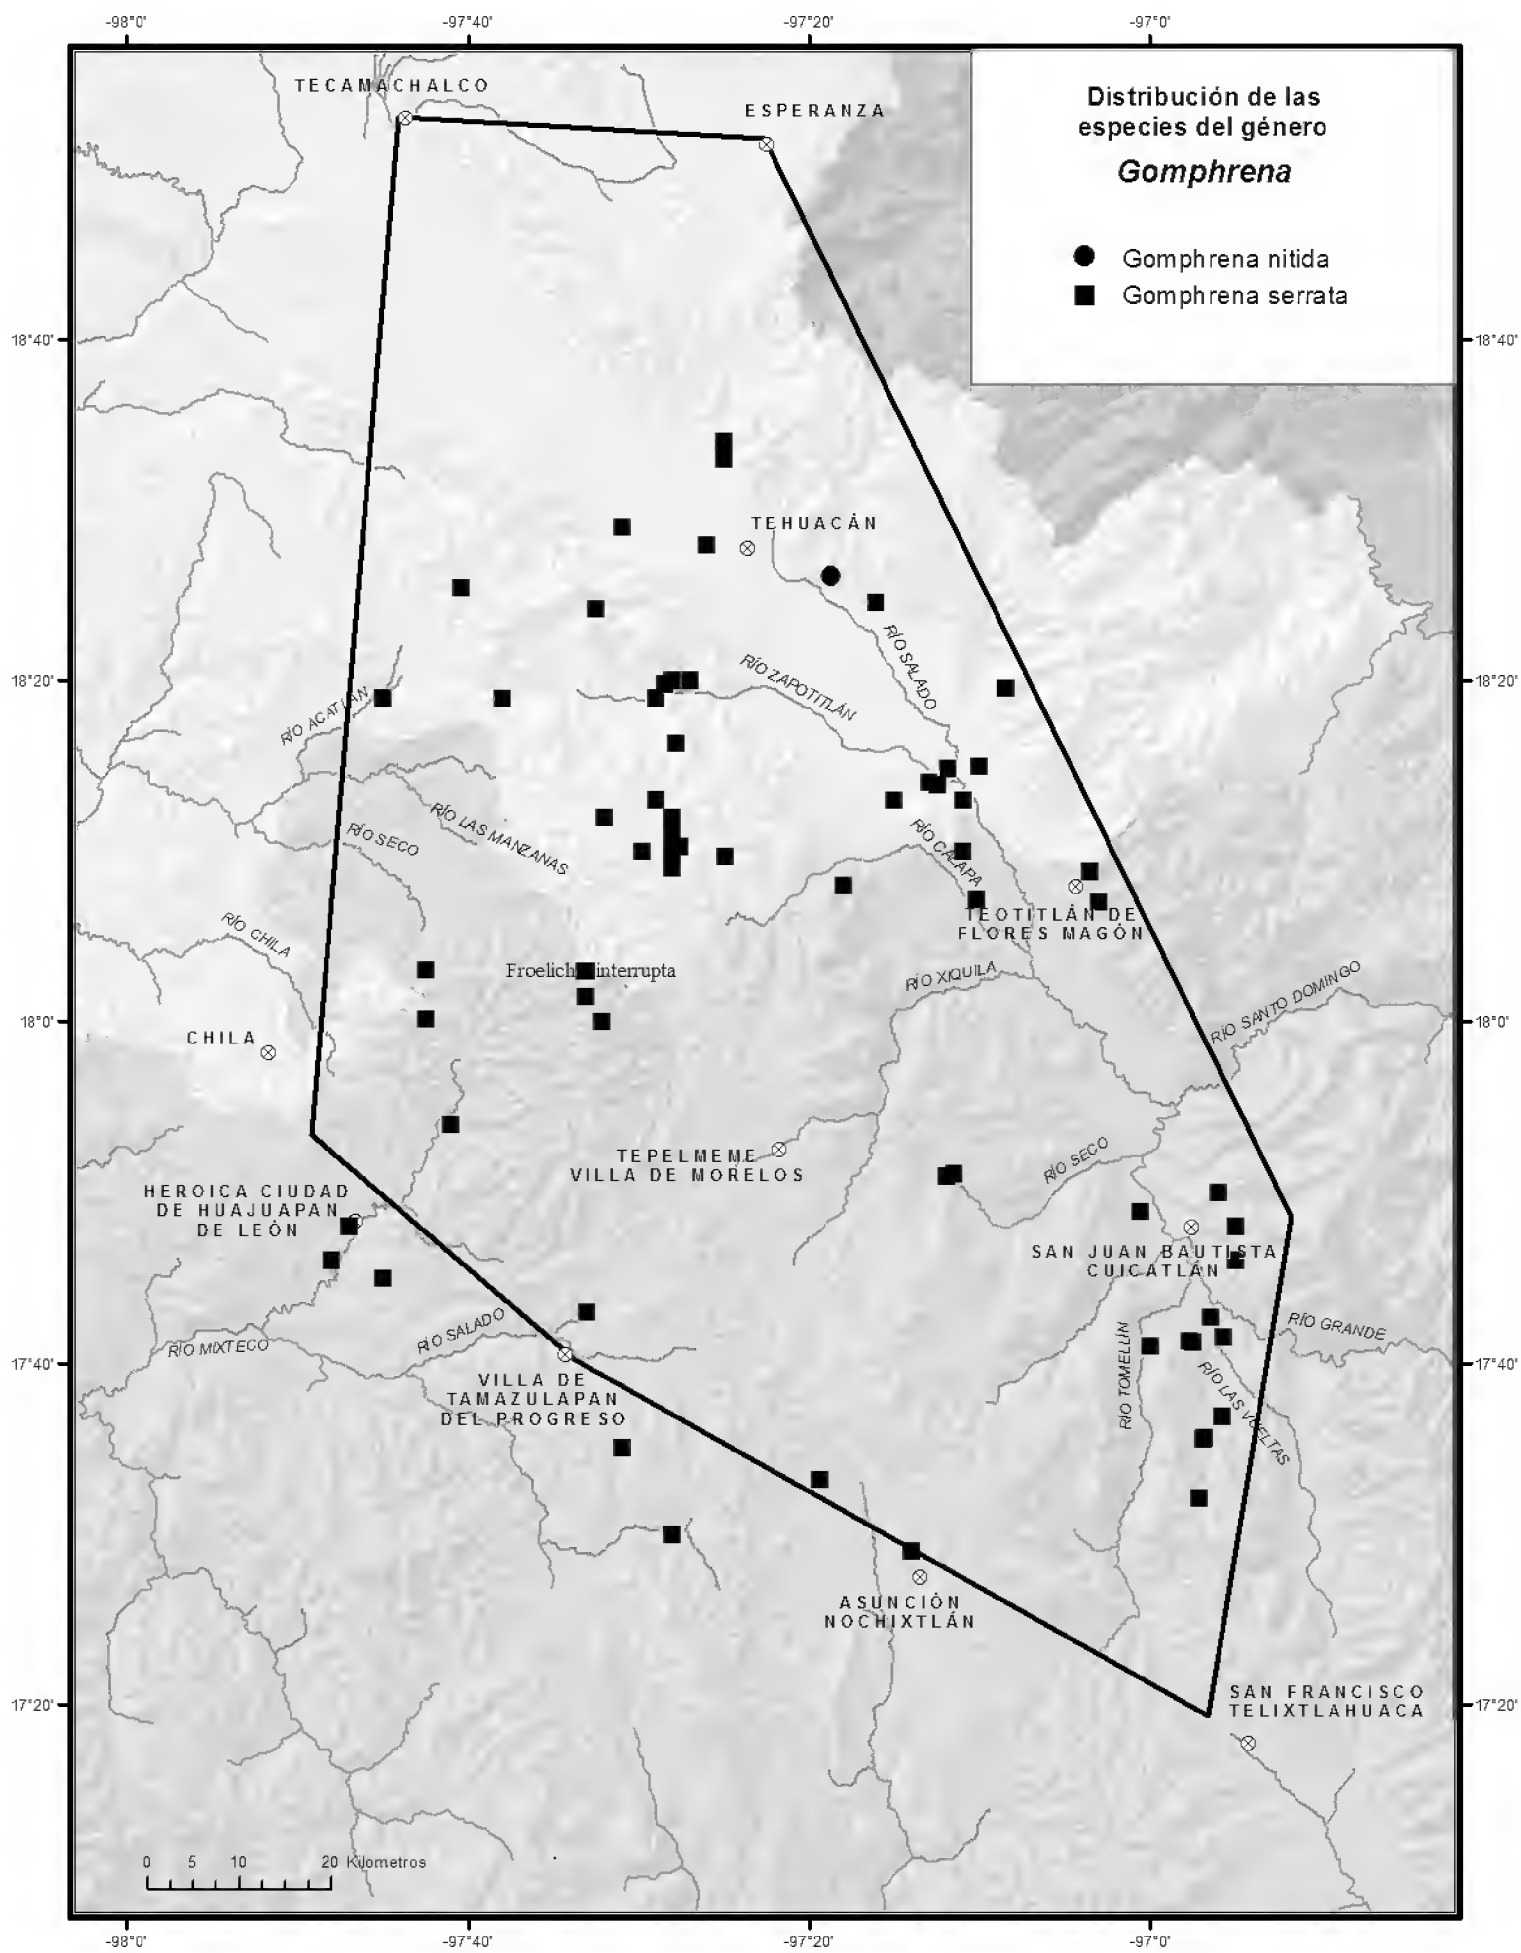 -98°0' -97°40' -97°20' -97°0'
TECAMACHALCO
ESPERANZA
Distribución de las
especies del género
Gomphrena
Gomphrena nitida
Gomphrena serrata
18°40' 18°40'
TEHUACÁN
RÍO SALADO
RÍO ZAPOTITLÁN
18°20' 18°20'
RÍO ACATLÁN
RÍO LAS MANZANAS
RÍO SECO
RÍO CALAPA
TEOTITLÁN DE
FLORES MAGÓN
RÍO CHILA
Froelich interrupta
RÍO XIQUILA
RÍO SANTO DOMINGO
18°0' 18°0'
CHILA
TEPELMEME
VILLA DE MORELOS
RÍO SECO
HEROICA CIUDAD
DE HUAJUAPAN
DE LEÓN
SAN JUAN BAUTISTA
CUICATLÁN
RÍO SALADO
RÍO MIXTECO
RÍO GRANDE
17°40' 17°40'
RÍO TOMELLÍN
RÍO LAS VUELTAS
VILLA DE
TAMAZULAPAN
DEL PROGRESO
ASUNCIÓN
NOCHIXTLÁN
SAN FRANCISCO
TELIXTLAHUACA
17°20' 17°20'
0 5 10 20 Kilometros
-98°0' -97°40' -97°20' -97°0'